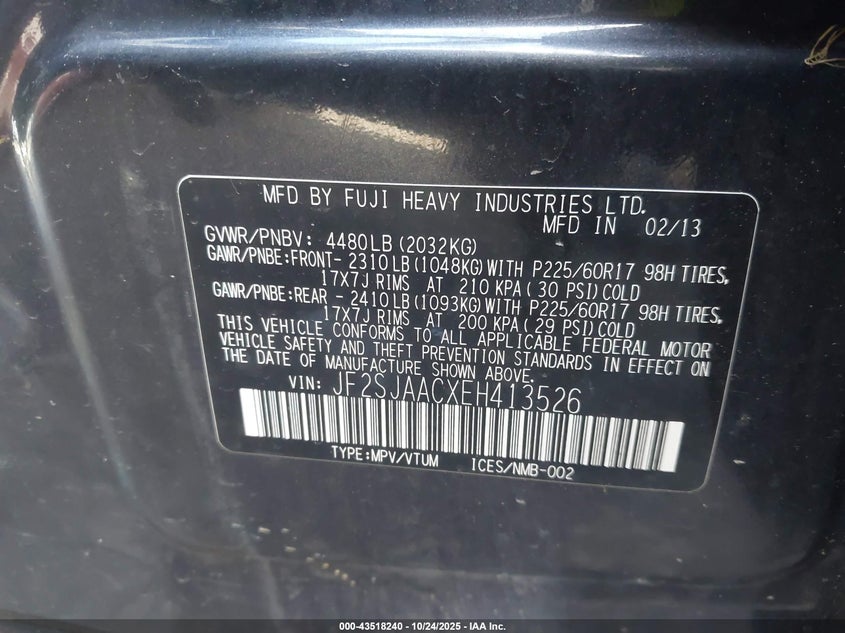 MFD BY FUJI HEAVY INDUSTRIES LTD.
MFD IN 02/13
GVWR/PNBV: 4480LB (2032KG)
GAWR/PNBE:FRONT- 2310LB (1048KG) WITH P225/60R17 98H TIRES,
17X7J RIMS AT 210 KPA (30 PSI) COLD
GAWR/PNBE:REAR - 2410LB (1093KG) WITH P225/60R17 98H TIRES,
17X7J RIMS AT 200 KPA (29 PSI) COLD
THIS VEHICLE CONFORMS TO ALL APPLICABLE FEDERAL MOTOR
VEHICLE SAFETY AND THEFT PREVENTION STANDARDS IN EFFECT ON
THE DATE OF MANUFACTURE SHOWN ABOVE.
VIN: JF2SJAACXEH413526
TYPE:MPV/VTUM ICES/NMB-002
000-43518240 - 10/24/2025 - IAA Inc.